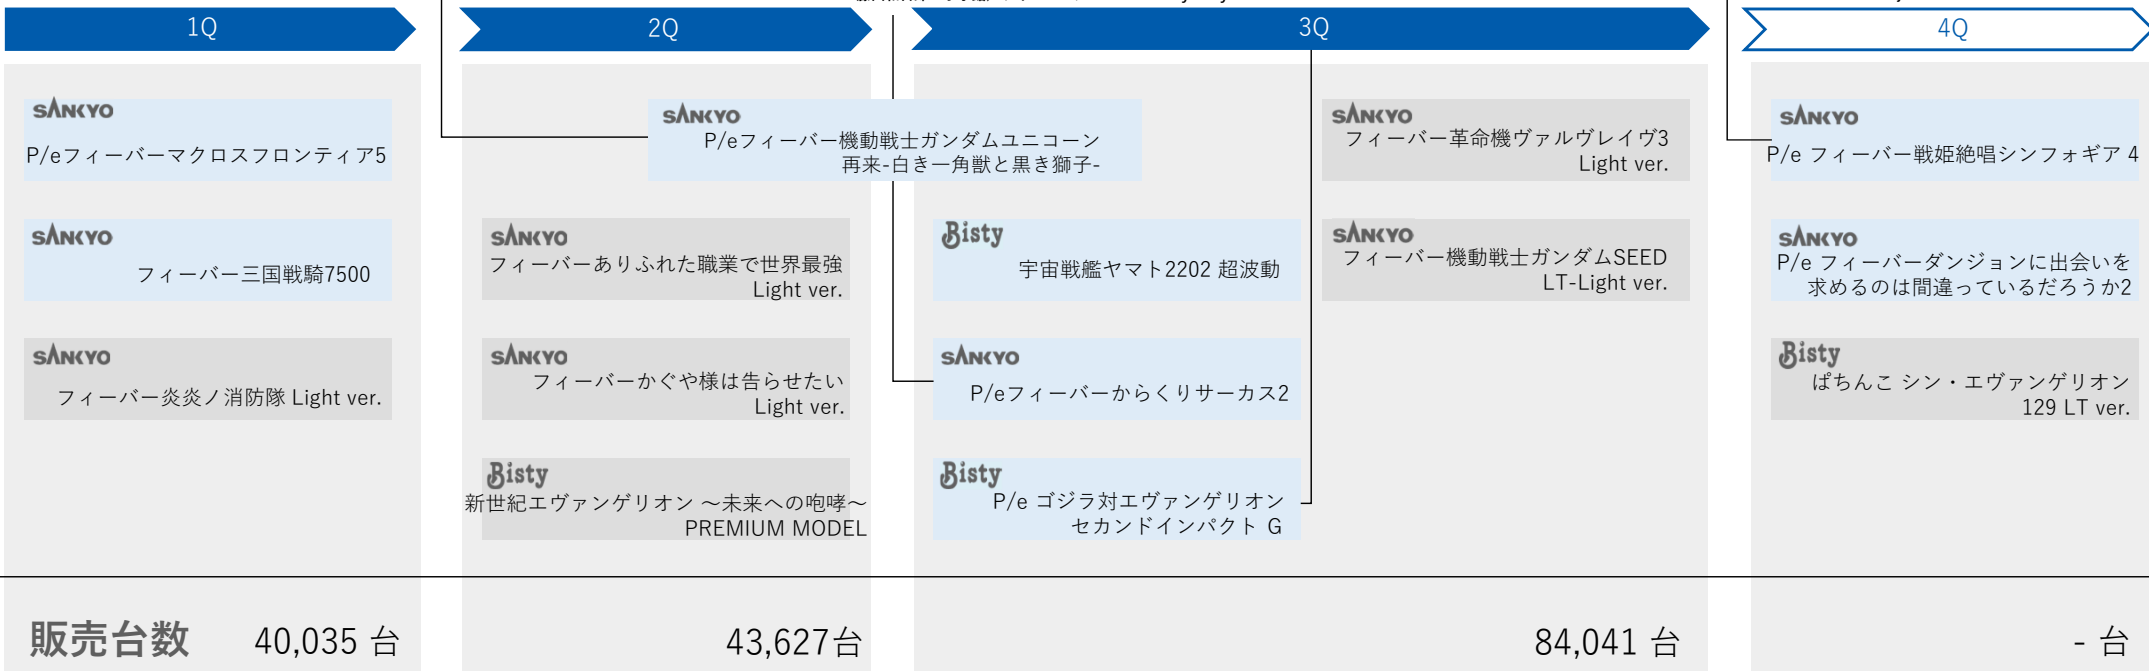 1Q
2Q
3Q
4Q
SANKYO
P/eフィーバーマクロスフロンティア5
SANKYO
フィーバー三国戦騎7500
SANKYO
フィーバー炎炎ノ消防隊 Light ver.
SANKYO
P/eフィーバー機動戦士ガンダムユニコーン
再来-白き一角獣と黒き獅子-
SANKYO
フィーバーありふれた職業で世界最強
Light ver.
SANKYO
フィーバーかぐや様は告らせたい
Light ver.
Bisty
新世紀エヴァンゲリオン ～未来への咆哮～
PREMIUM MODEL
Bisty
宇宙戦艦ヤマト2202 超波動
SANKYO
P/eフィーバーからくりサーカス2
Bisty
P/e ゴジラ対エヴァンゲリオン
セカンドインパクト G
SANKYO
フィーバー革命機ヴァルヴレイヴ3
Light ver.
SANKYO
フィーバー機動戦士ガンダムSEED
LT-Light ver.
SANKYO
P/e フィーバー戦姫絶唱シンフォギア 4
SANKYO
P/e フィーバーダンジョンに出会いを
求めるのは間違っているだろうか2
Bisty
ぱちんこ シン・エヴァンゲリオン
129 LT ver.
販売台数 40,035 台 43,627台 84,041 台 - 台